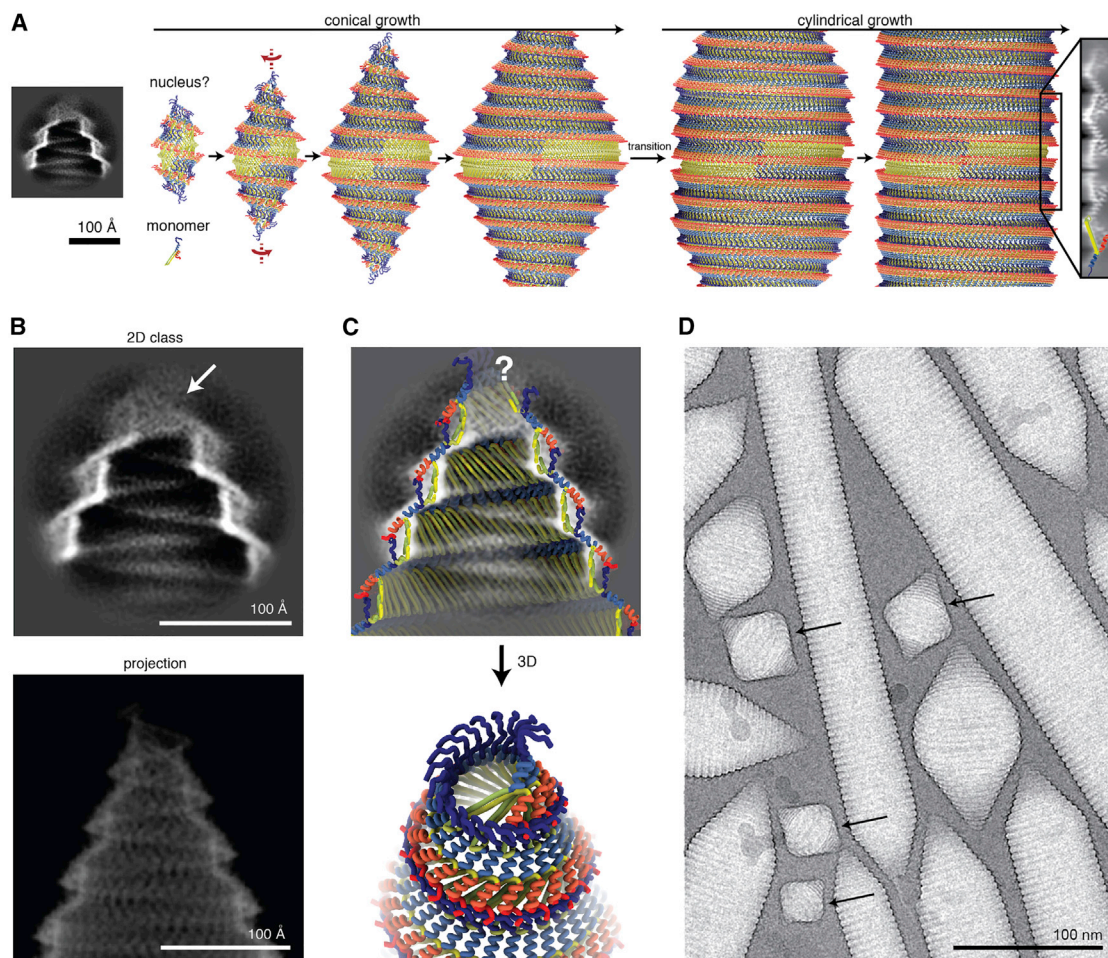 A
conical growth
cylindrical growth
nucleus?
transition
monomer
100 Å
B
2D class
100 Å
projection
100 Å
C
?
3D
D
100 nm